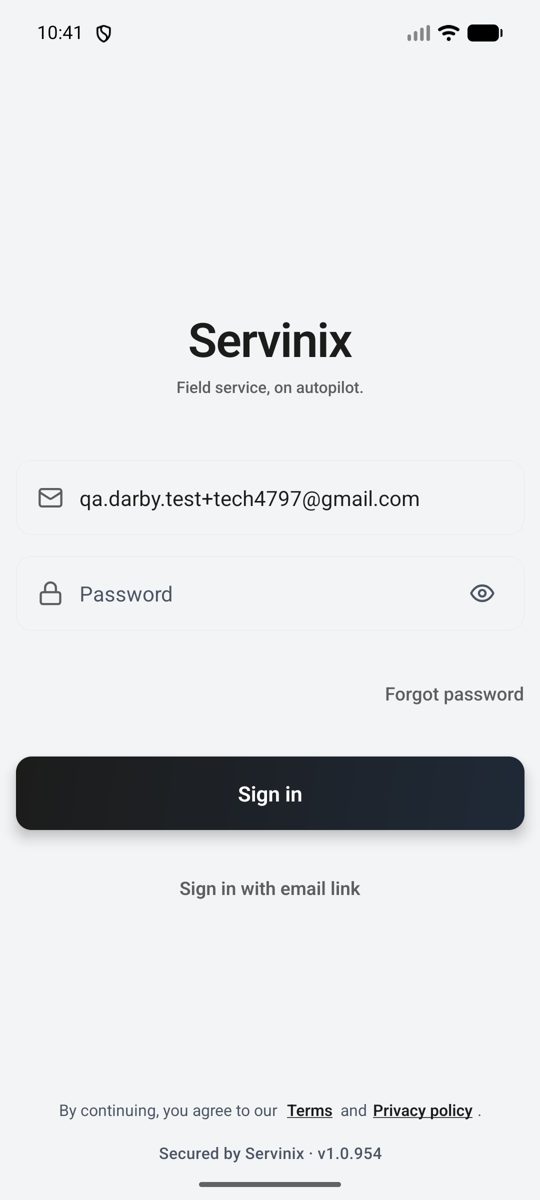 10:41
Servinix
Field service, on autopilot.
qa.darby.test+tech4797@gmail.com
Password
Forgot password
Sign in
Sign in with email link
By continuing, you agree to our Terms and Privacy policy .
Secured by Servinix · v1.0.954